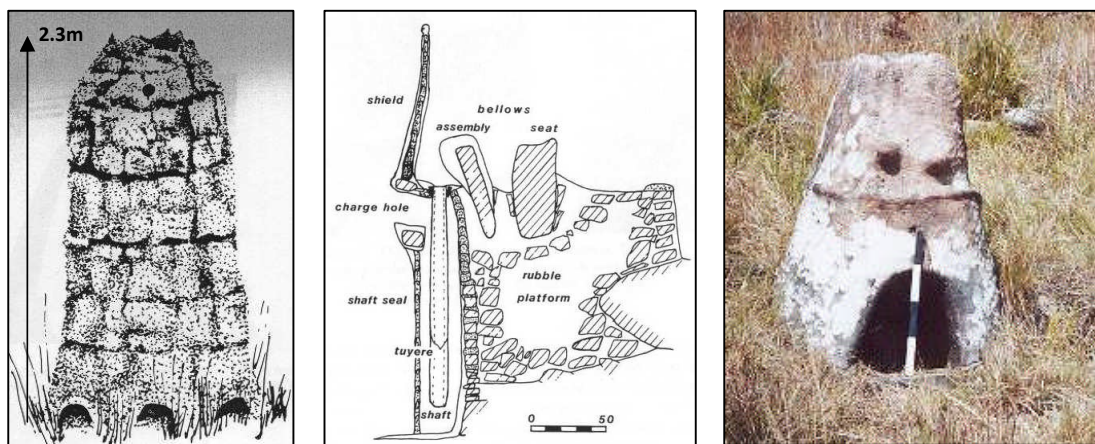 2.3m
shield
bellows
assembly seat
charge hole
shaft seal
rubble
platform
tuyere
shaft
0 50